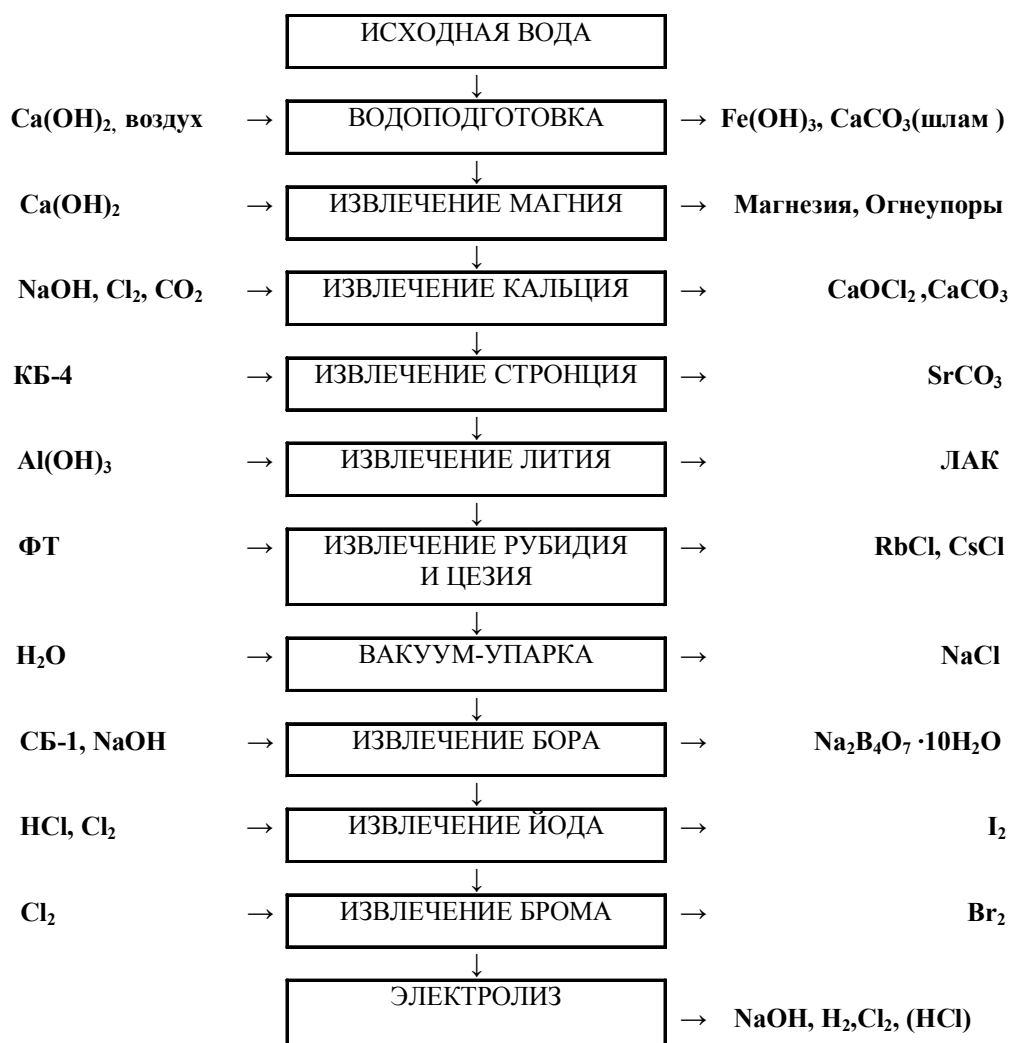 ИСХОДНАЯ ВОДА
↓
Ca(OH)₂, воздух → ВОДОПОДГОТОВКА → Fe(OH)₃, CaCO₃(шлам )
↓
Ca(OH)₂ → ИЗВЛЕЧЕНИЕ МАГНИЯ → Магнезия, Огнеупоры
↓
NaOH, Cl₂, CO₂ → ИЗВЛЕЧЕНИЕ КАЛЬЦИЯ → CaOCl₂ ,CaCO₃
↓
КБ-4 → ИЗВЛЕЧЕНИЕ СТРОНЦИЯ → SrCO₃
↓
Al(OH)₃ → ИЗВЛЕЧЕНИЕ ЛИТИЯ → ЛАК
↓
ФТ → ИЗВЛЕЧЕНИЕ РУБИДИЯ → RbCl, CsCl
И ЦЕЗИЯ
↓
H₂O → ВАКУУМ-УПАРКА → NaCl
↓
СБ-1, NaOH → ИЗВЛЕЧЕНИЕ БОРА → Na₂B₄O₇ ·10H₂O
↓
HCl, Cl₂ → ИЗВЛЕЧЕНИЕ ЙОДА → I₂
↓
Cl₂ → ИЗВЛЕЧЕНИЕ БРОМА → Br₂
↓
ЭЛЕКТРОЛИЗ
→ NaOH, H₂,Cl₂, (HCl)